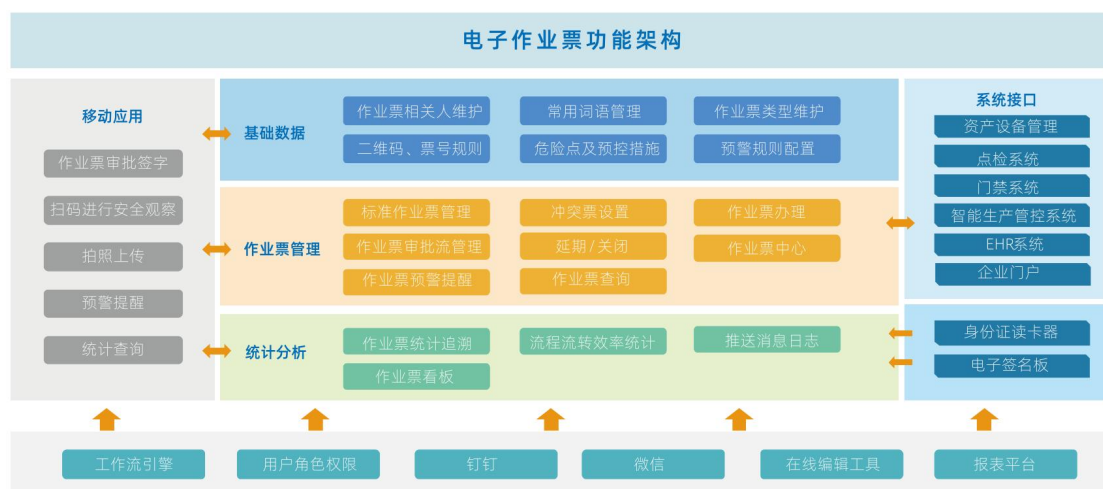 电子作业票功能架构
移动应用
作业票审批签字
扫码进行安全观察
拍照上传
预警提醒
统计查询
基础数据
作业票相关人维护
常用词语管理
作业票类型维护
二维码、票号规则
危险点及预控措施
预警规则配置
作业票管理
标准作业票管理
冲突票设置
作业票办理
作业票审批流管理
延期/关闭
作业票中心
作业票预警提醒
作业票查询
统计分析
作业票统计追溯
流程流转效率统计
推送消息日志
作业票看板
系统接口
资产设备管理
点检系统
门禁系统
智能生产管控系统
EHR系统
企业门户
身份证读卡器
电子签名板
工作流引擎
用户角色权限
钉钉
微信
在线编辑工具
报表平台